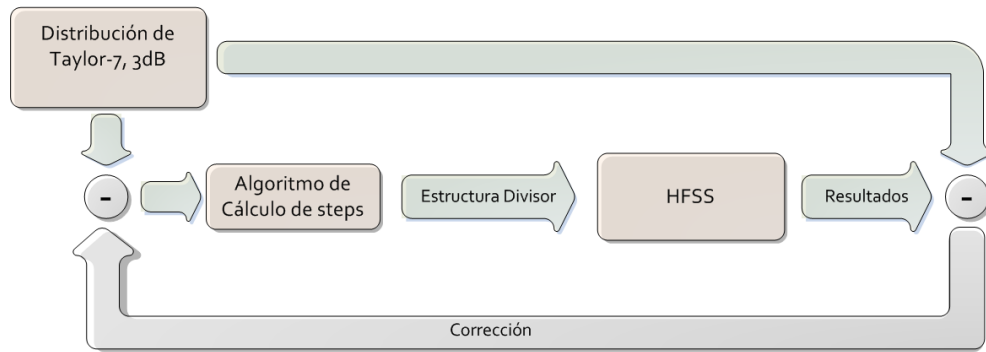 Distribución de
Taylor-7, 3dB
-
Algoritmo de
Cálculo de steps
Estructura Divisor
HFSS
Resultados
-
Corrección